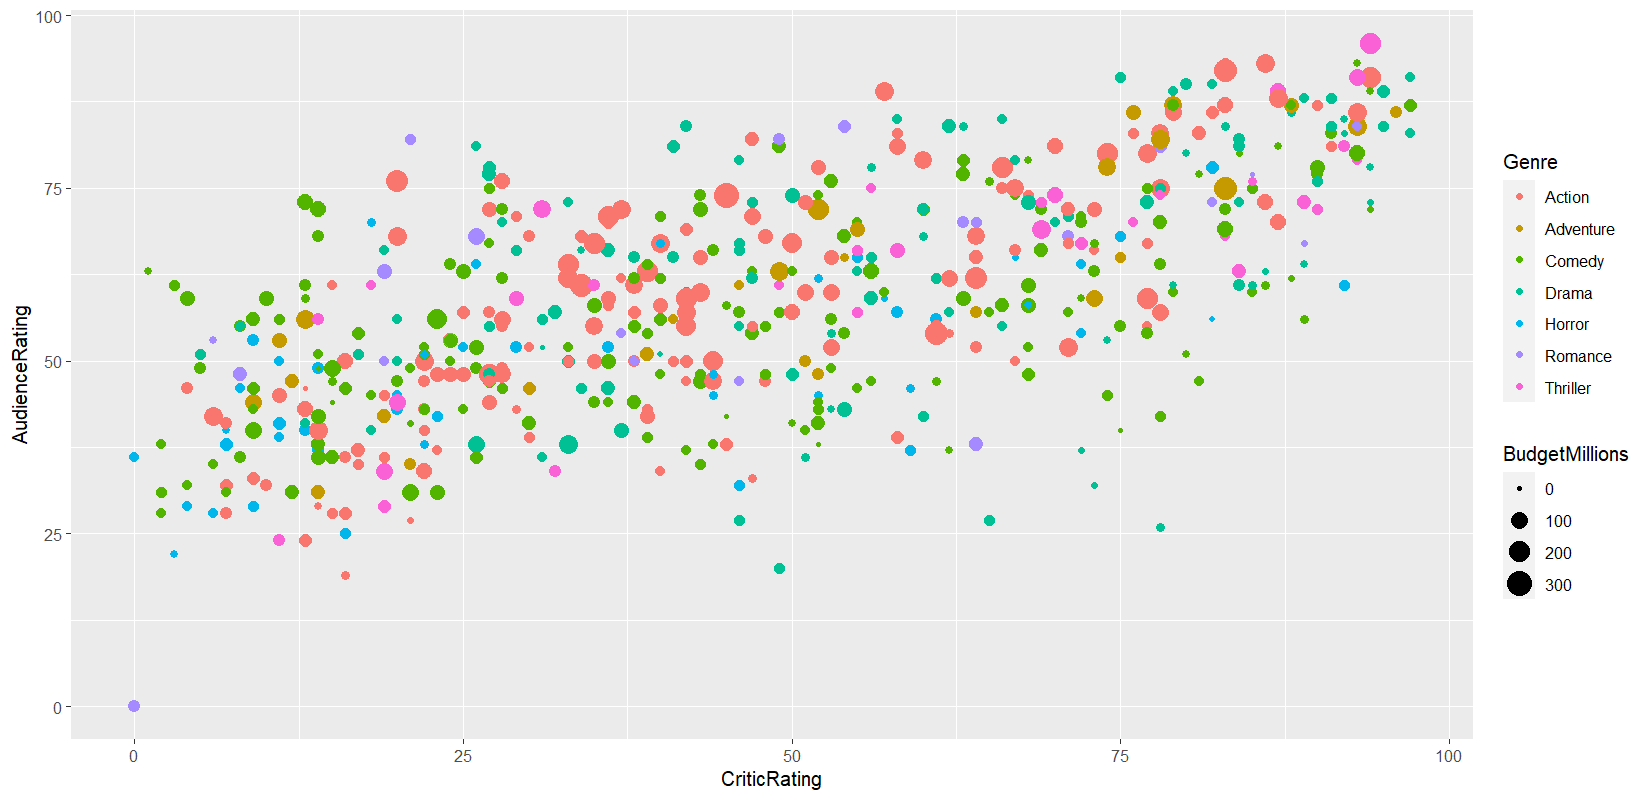 100
75
50
25
0
AudienceRating
0
25
50
75
100
CriticRating
Genre
Action
Adventure
Comedy
Drama
Horror
Romance
Thriller
BudgetMillions
0
100
200
300